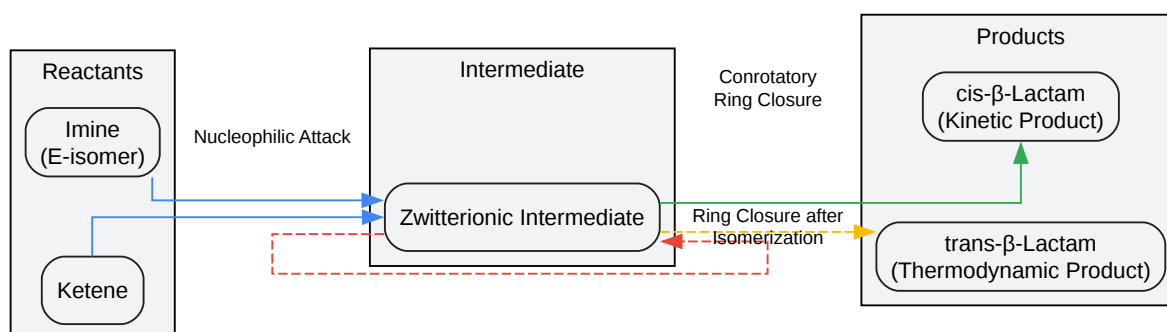 Reactants
Imine
(E-isomer)
Ketene
Nucleophilic Attack
Intermediate
Zwitterionic Intermediate
Conrotatory
Ring Closure
Ring Closure after
Isomerization
Products
cis-β-Lactam
(Kinetic Product)
trans-β-Lactam
(Thermodynamic Product)